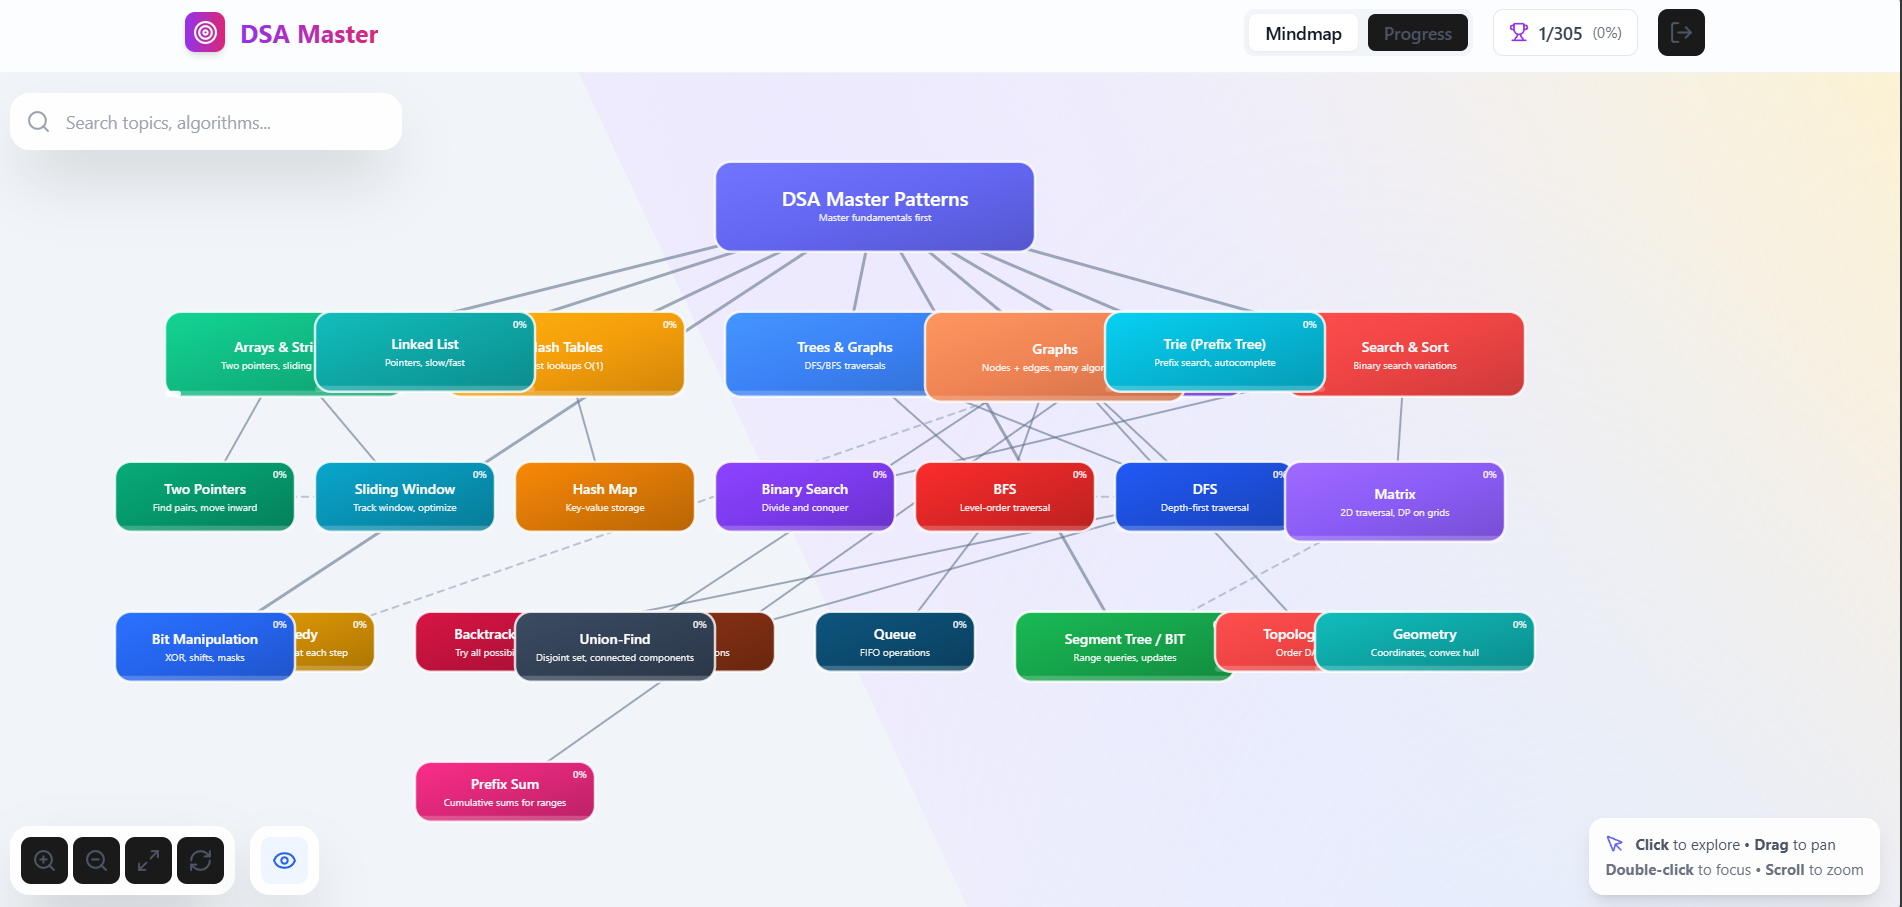 DSA Master
Mindmap
Progress
1/305 (0%)
Search topics, algorithms...
DSA Master Patterns
Master fundamentals first
Arrays &
Two pointers, sliding
Linked List
Pointers, slow/fast
0%
Tables
lookups O(1)
0%
Trees & Graphs
DFS/BFS traversals
Graphs
Nodes + edges, many
Trie (Prefix Tree)
Prefix search, autocomplete
0%
Search & Sort
Binary search variations
Two Pointers
Find pairs, move inward
0%
Sliding Window
Track window, optimize
0%
Hash Map
Key-value storage
Binary Search
Divide and conquer
0%
BFS
Level-order traversal
0%
DFS
Depth-first traversal
0%
Matrix
2D traversal, DP on grids
0%
Bit Manipulation
XOR, shifts, masks
0%
at each step
0%
Backtrack
Try all
Union-Find
Disjoint set, connected components
0%
Queue
FIFO operations
0%
Segment Tree / BIT
Range queries, updates
Topolog
Order
Geometry
Coordinates, convex hull
0%
Prefix Sum
Cumulative sums for ranges
0%
Click to explore • Drag to pan
Double-click to focus • Scroll to zoom